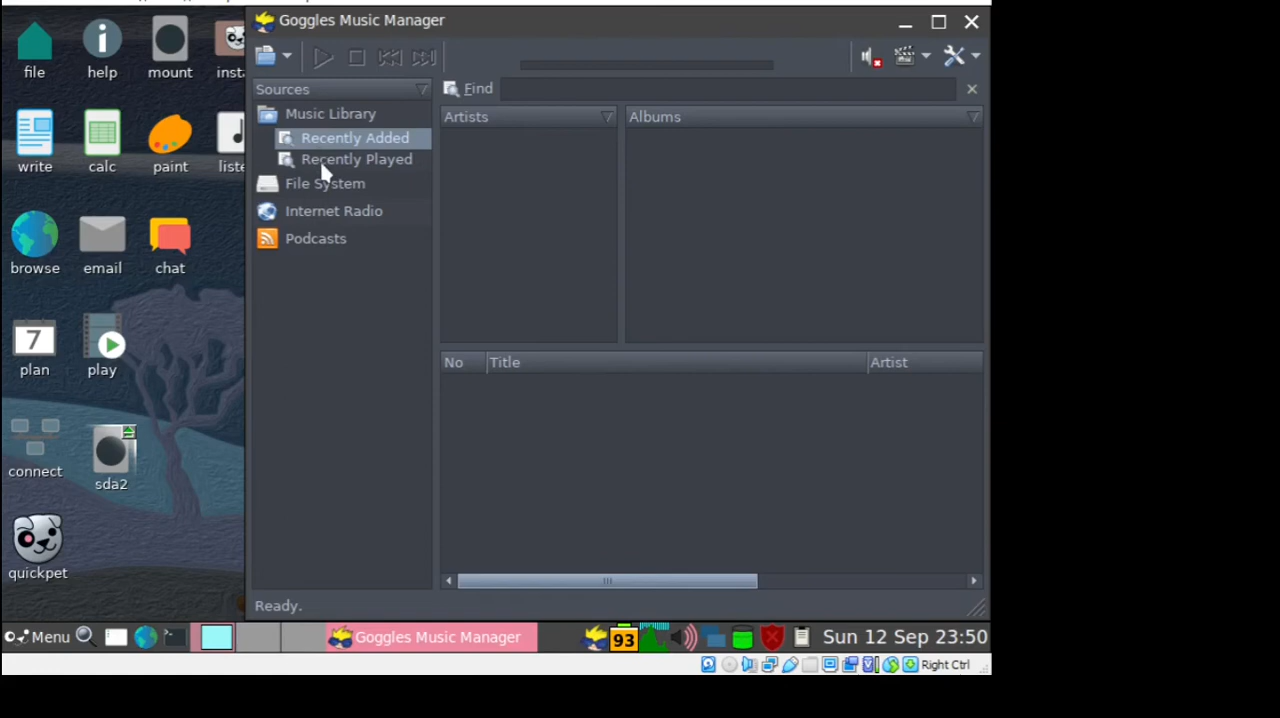 Goggles Music Manager
Sources
Find
Music Library
Recently Added
Recently Played
File System
Internet Radio
Podcasts
Artists
Albums
No
Title
Artist
Ready.
file
help
mount
inst
write
calc
paint
liste
browse
email
chat
7
plan
play
connect
sda2
quickpet
Menu
Goggles Music Manager
93
Sun 12 Sep 23:50
Right Ctrl